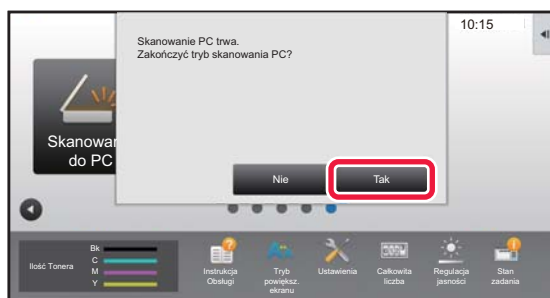 10:15
Skanowanie PC trwa.
Zakończyć tryb skanowania PC?
Skanowan
do PC
Nie
Tak
Ilość Tonera
Bk
C
M
Y
Instrukcja
Obsługi
Tryb
powiększ.
ekranu
Ustawienia
Całkowita
liczba
Regulacja
jasności
Stan
zadania